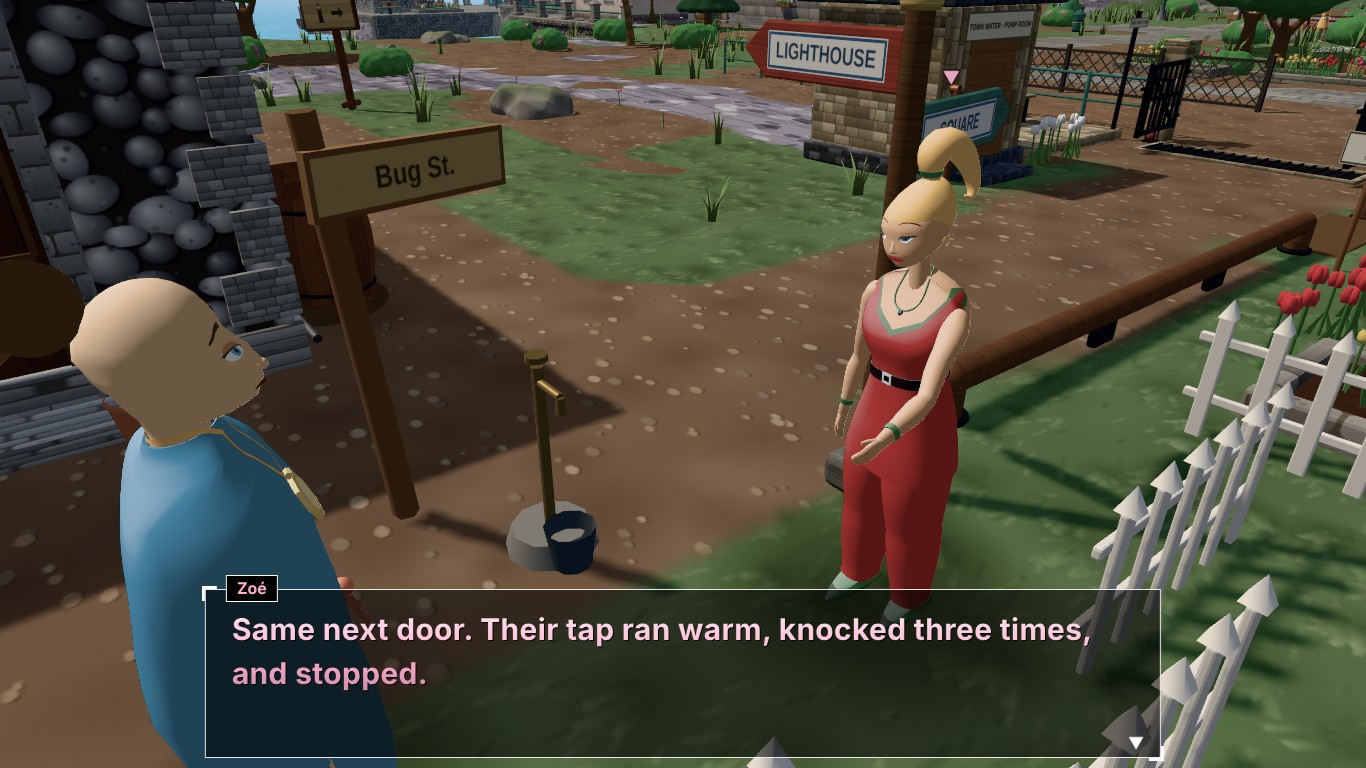 i→
LIGHTHOUSE
TOWN WATER · PUMP ROOM
SQUARE
Bug St.
Zoé
Same next door. Their tap ran warm, knocked three times,
and stopped.